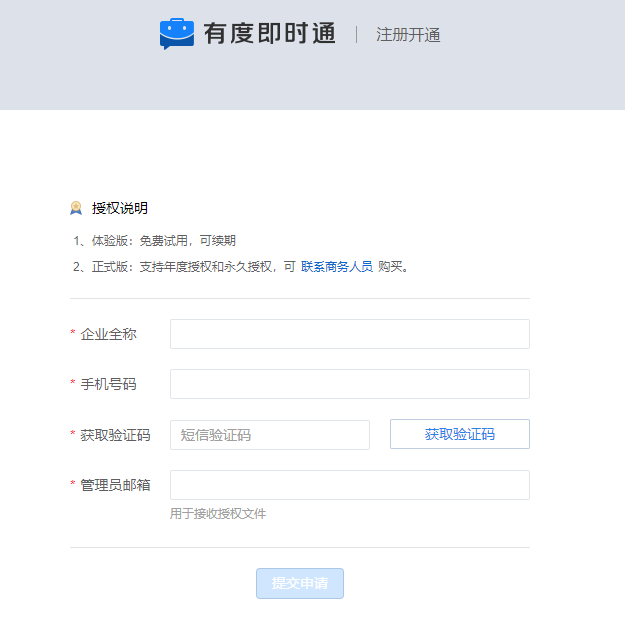 有度即时通 | 注册开通
授权说明
1、体验版：免费试用，可续期
2、正式版：支持年度授权和永久授权，可 联系商务人员 购买。
* 企业全称
* 手机号码
* 获取验证码 短信验证码 获取验证码
* 管理员邮箱
用于接收授权文件
提交申请